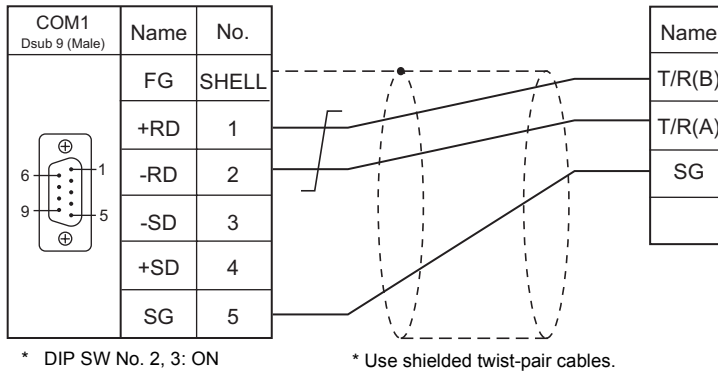 COM1
Dsub 9 (Male)
Name
No.
Name
FG
SHELL
T/R(B)
+RD
1
T/R(A)
-RD
2
SG
-SD
3
+SD
4
SG
5
6
1
9
5
* DIP SW No. 2, 3: ON
* Use shielded twist-pair cables.